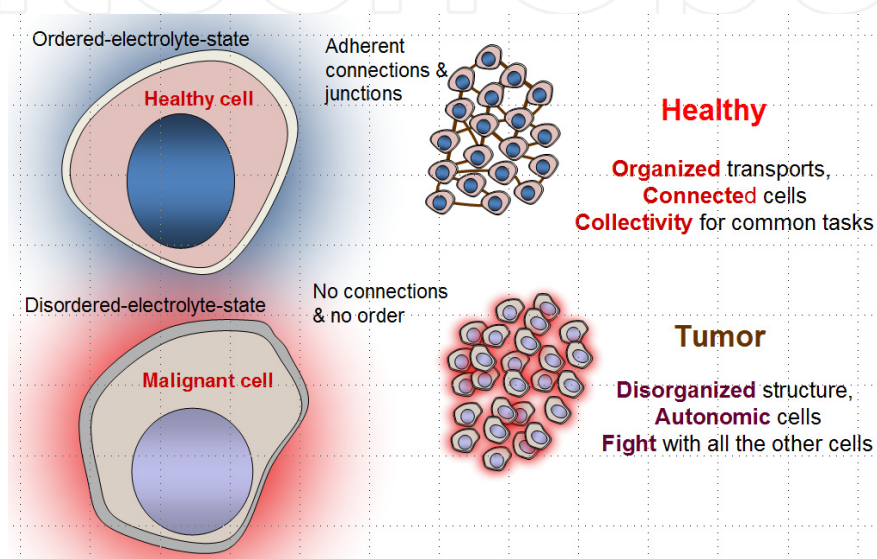 Ordered-electrolyte-state
Healthy cell
Adherent
connections &
junctions
Healthy
Organized transports,
Connected cells
Collectivity for common tasks
Disordered-electrolyte-state
Malignant cell
No connections
& no order
Tumor
Disorganized structure,
Autonomic cells
Fight with all the other cells